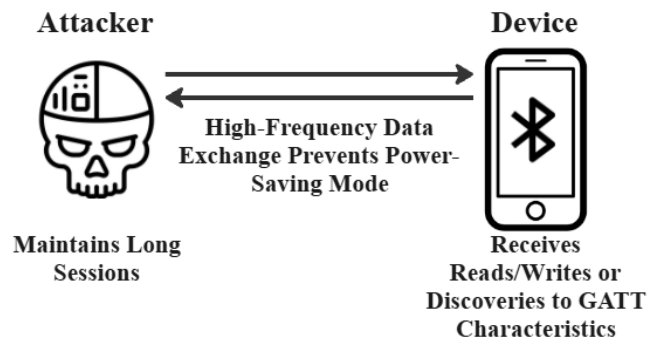 Attacker
Device
High-Frequency Data
Exchange Prevents Power-
Saving Mode
Maintains Long
Sessions
Receives
Reads/Writes or
Discoveries to GATT
Characteristics